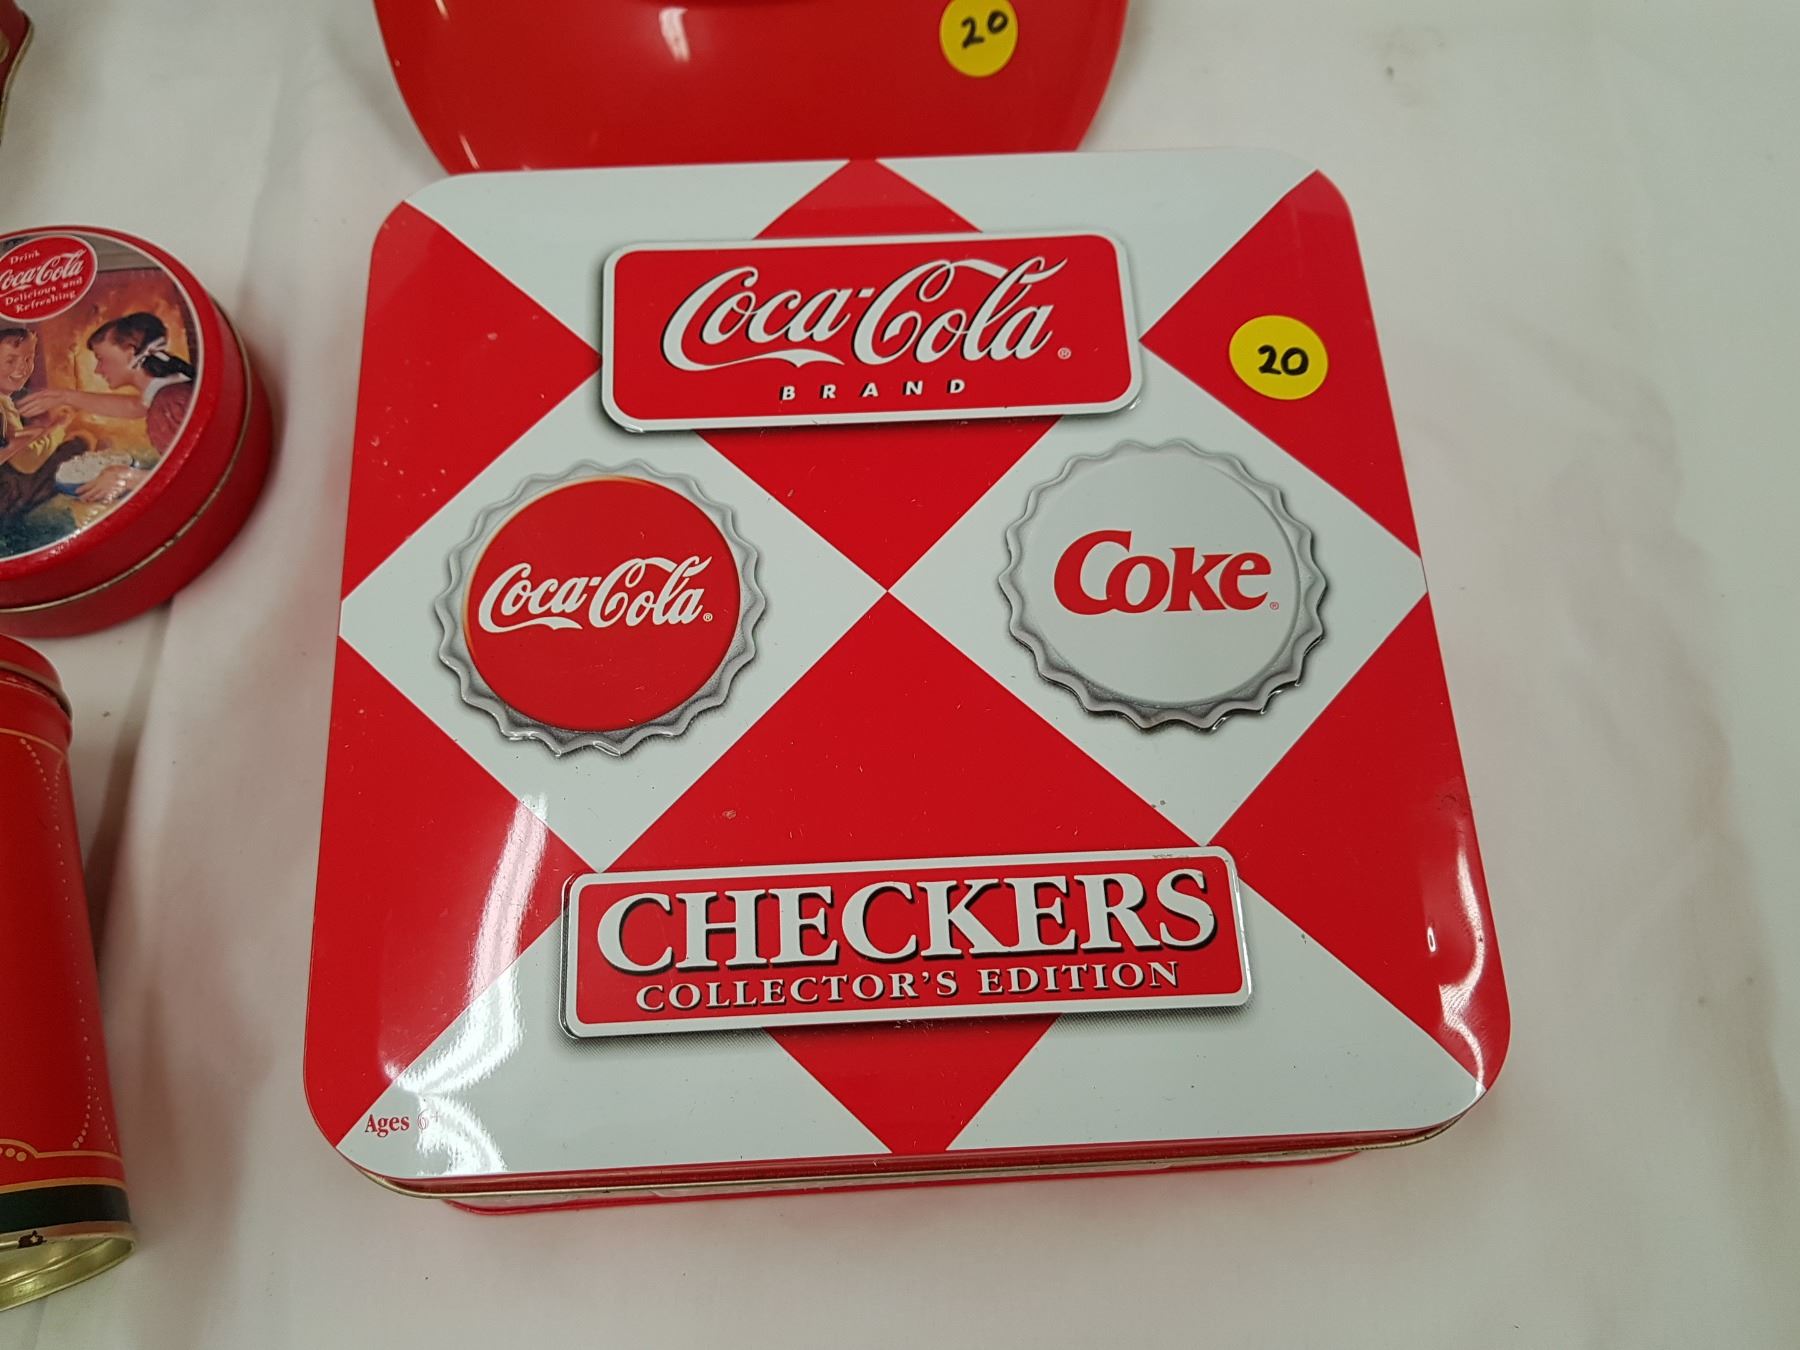 20
Coca-Cola®
BRAND
20
Drink
Coca-Cola
Delicious and
Refreshing
Coca-Cola®
Coke®
CHECKERS
COLLECTOR'S EDITION
Ages 6+